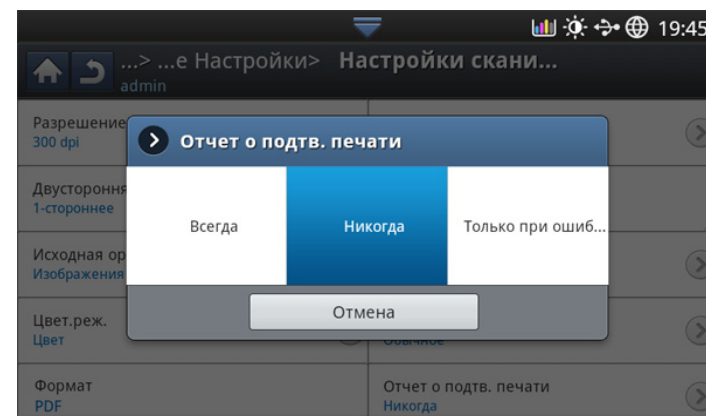 19:45
...> ...е Настройки> Настройки скани...
admin
Разрешение
300 dpi
Отчет о подтв. печати
Двустороння
1-стороннее
Всегда
Никогда
Только при ошиб...
Исходная ор
Изображения
Отмена
Цвет.реж.
Цвет
Обычное
Формат
PDF
Отчет о подтв. печати
Никогда